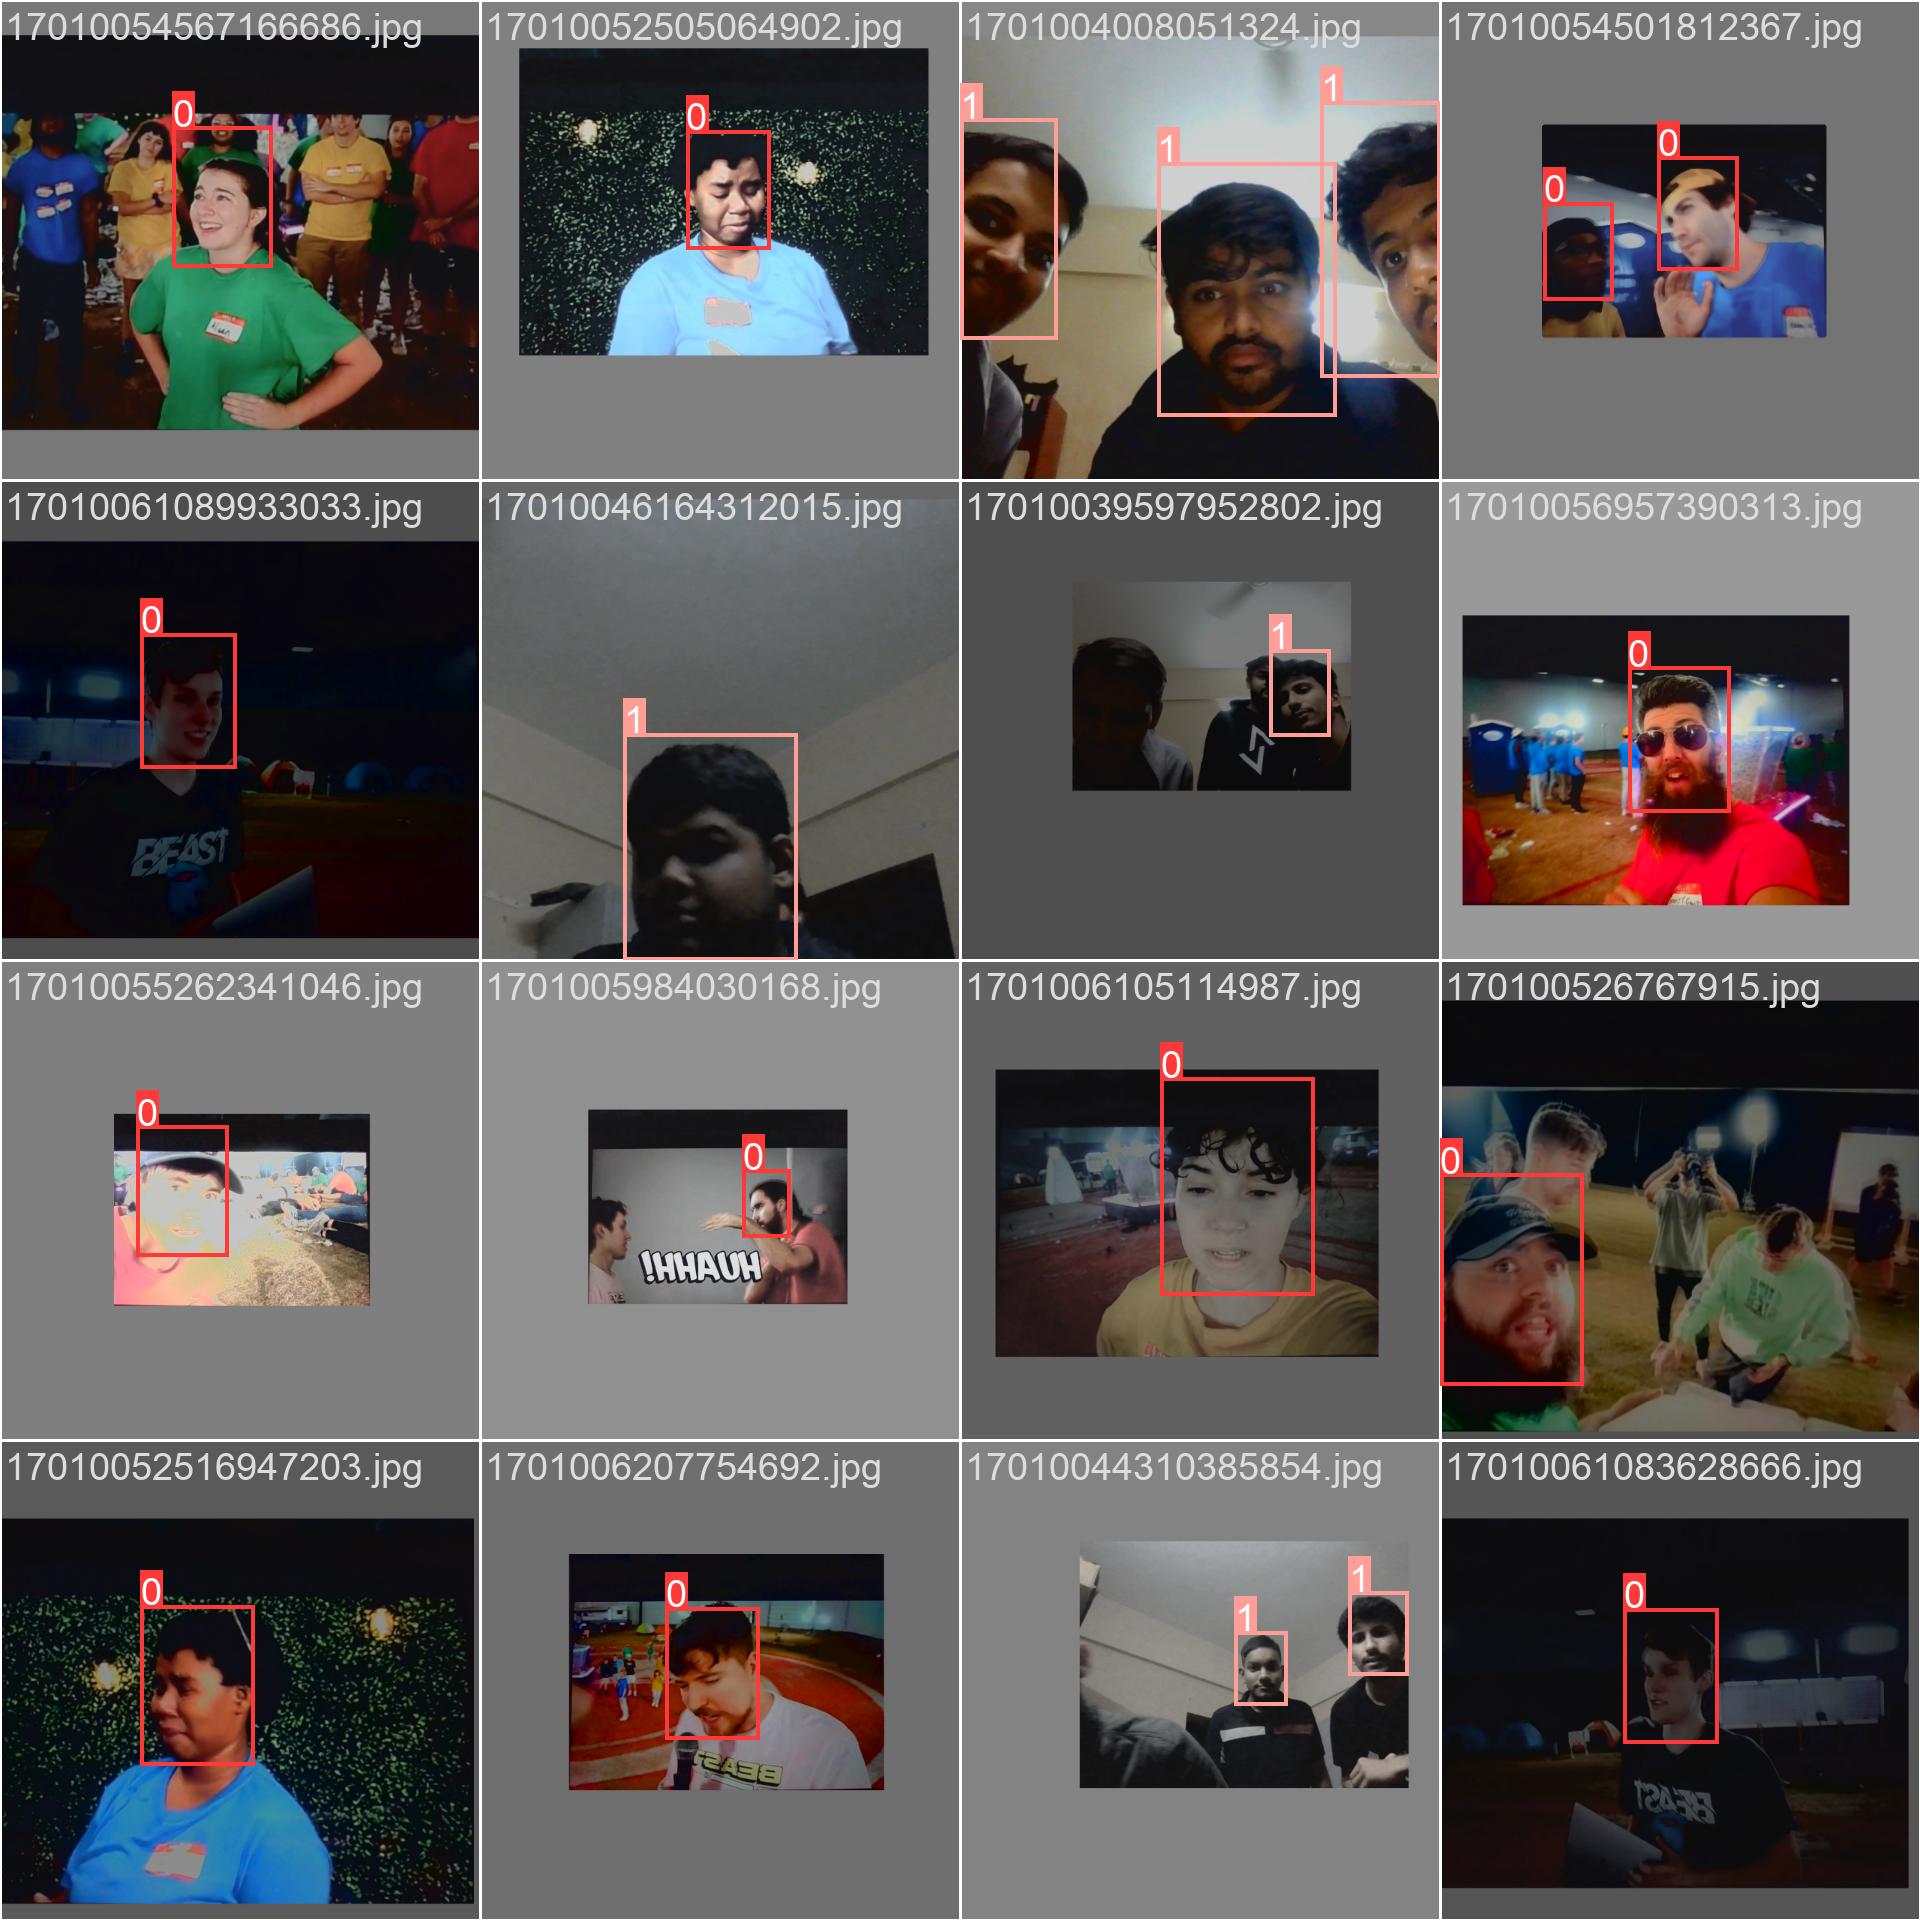 17010054567166686.jpg
17010052505064902.jpg
1701004008051324.jpg
17010054501812367.jpg
0
0
1
1
1
0
0
17010061089933033.jpg
17010046164312015.jpg
17010039597952802.jpg
17010056957390313.jpg
0
1
1
0
BEAST
17010055262341046.jpg
1701005984030168.jpg
1701006105114987.jpg
170100526767915.jpg
0
0
0
0
HUAHH!
17010052516947203.jpg
1701006207754692.jpg
17010044310385854.jpg
17010061083628666.jpg
0
0
1
1
0
BEAST
BEAST